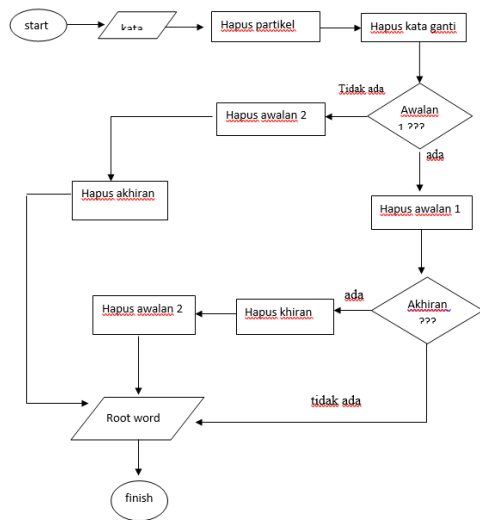 start
kata
Hapus partikel
Hapus kata ganti
Tidak ada
Awalan
1 ???
Hapus awalan 2
ada
Hapus akhiran
Hapus awalan 1
ada
Akhiran
???
Hapus awalan 2
Hapus khiran
tidak ada
Root word
finish